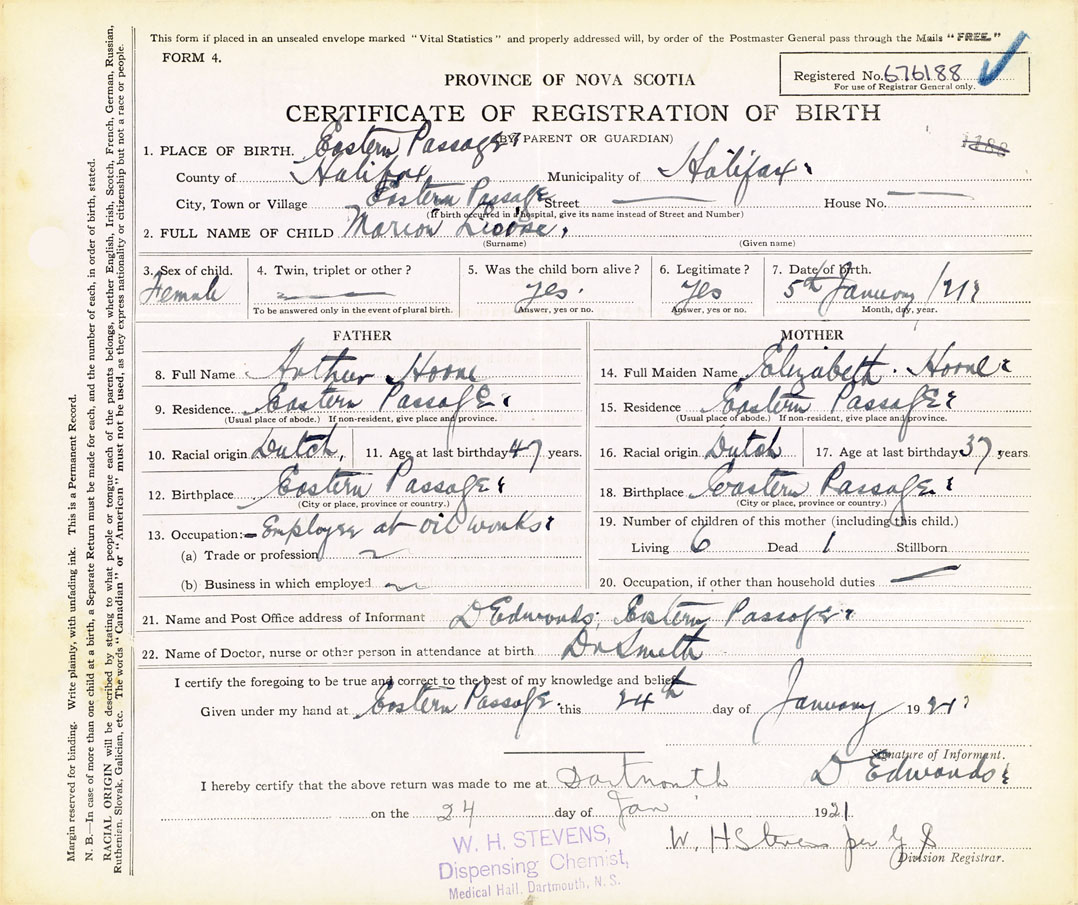 This form if placed in an unsealed envelope marked "Vital Statistics" and properly addressed will, by order of the Postmaster General pass through the Mails "FREE."
FORM 4.
Registered No. 676188
For use of Registrar General only.
PROVINCE OF NOVA SCOTIA
CERTIFICATE OF REGISTRATION OF BIRTH
(BY PARENT OR GUARDIAN)
1. PLACE OF BIRTH. Eastern Passage
County of Halifax Municipality of Halifax
City, Town or Village Eastern Passage Street House No.
(If birth occurred in a hospital, give its name instead of Street and Number)
2. FULL NAME OF CHILD Marion
(Surname) (Given name)
3. Sex of child. 4. Twin, triplet or other? 5. Was the child born alive? 6. Legitimate? 7. Date of birth.
Female yes. yes 5th January
To be answered only in the event of plural birth. Answer, yes or no. Answer, yes or no. Month, day, year.
FATHER
8. Full Name Arthur
9. Residence. Eastern Passage
(Usual place of abode.) If non-resident, give place and province.
10. Racial origin Dutch, 11. Age at last birthday 47 years.
12. Birthplace Eastern Passage
(City or place, province or country.)
13. Occupation:- Employee at oil works
(a) Trade or profession
(b) Business in which employed
MOTHER
14. Full Maiden Name Elizabeth
15. Residence Eastern Passage
(Usual place of abode.) If non-resident, give place and province.
16. Racial origin Dutch 17. Age at last birthday 37 years.
18. Birthplace Eastern Passage
(City or place, province or country.)
19. Number of children of this mother (including this child.)
Living 6 Dead 1 Stillborn
20. Occupation, if other than household duties
21. Name and Post Office address of Informant D Edwards, Eastern Passage
22. Name of Doctor, nurse or other person in attendance at birth Dr Smith
I certify the foregoing to be true and correct to the best of my knowledge and belief.
Given under my hand at Eastern Passage this 24th day of January 1921
Signature of Informant.
D Edwards
I hereby certify that the above return was made to me at Dartmouth
on the 24 day of Jan 1921
W. H Stevens per G S
Division Registrar.
W. H. STEVENS,
Dispensing Chemist,
Medical Hall, Dartmouth, N. S.
Margin reserved for binding. Write plainly, with unfading ink. This is a Permanent Record.
N. B.—In case of more than one child at a birth, a Separate Return must be made for each, and the number of each, in order of birth, stated.
RACIAL ORIGIN will be described by stating to what people or tongue each of the parents belongs, whether English, Irish, Scotch, French, German, Russian,
Ruthenian, Slovak, Galician, etc. The words "Canadian" or "American" must not be used, as they express nationality or citizenship but not a race or people.